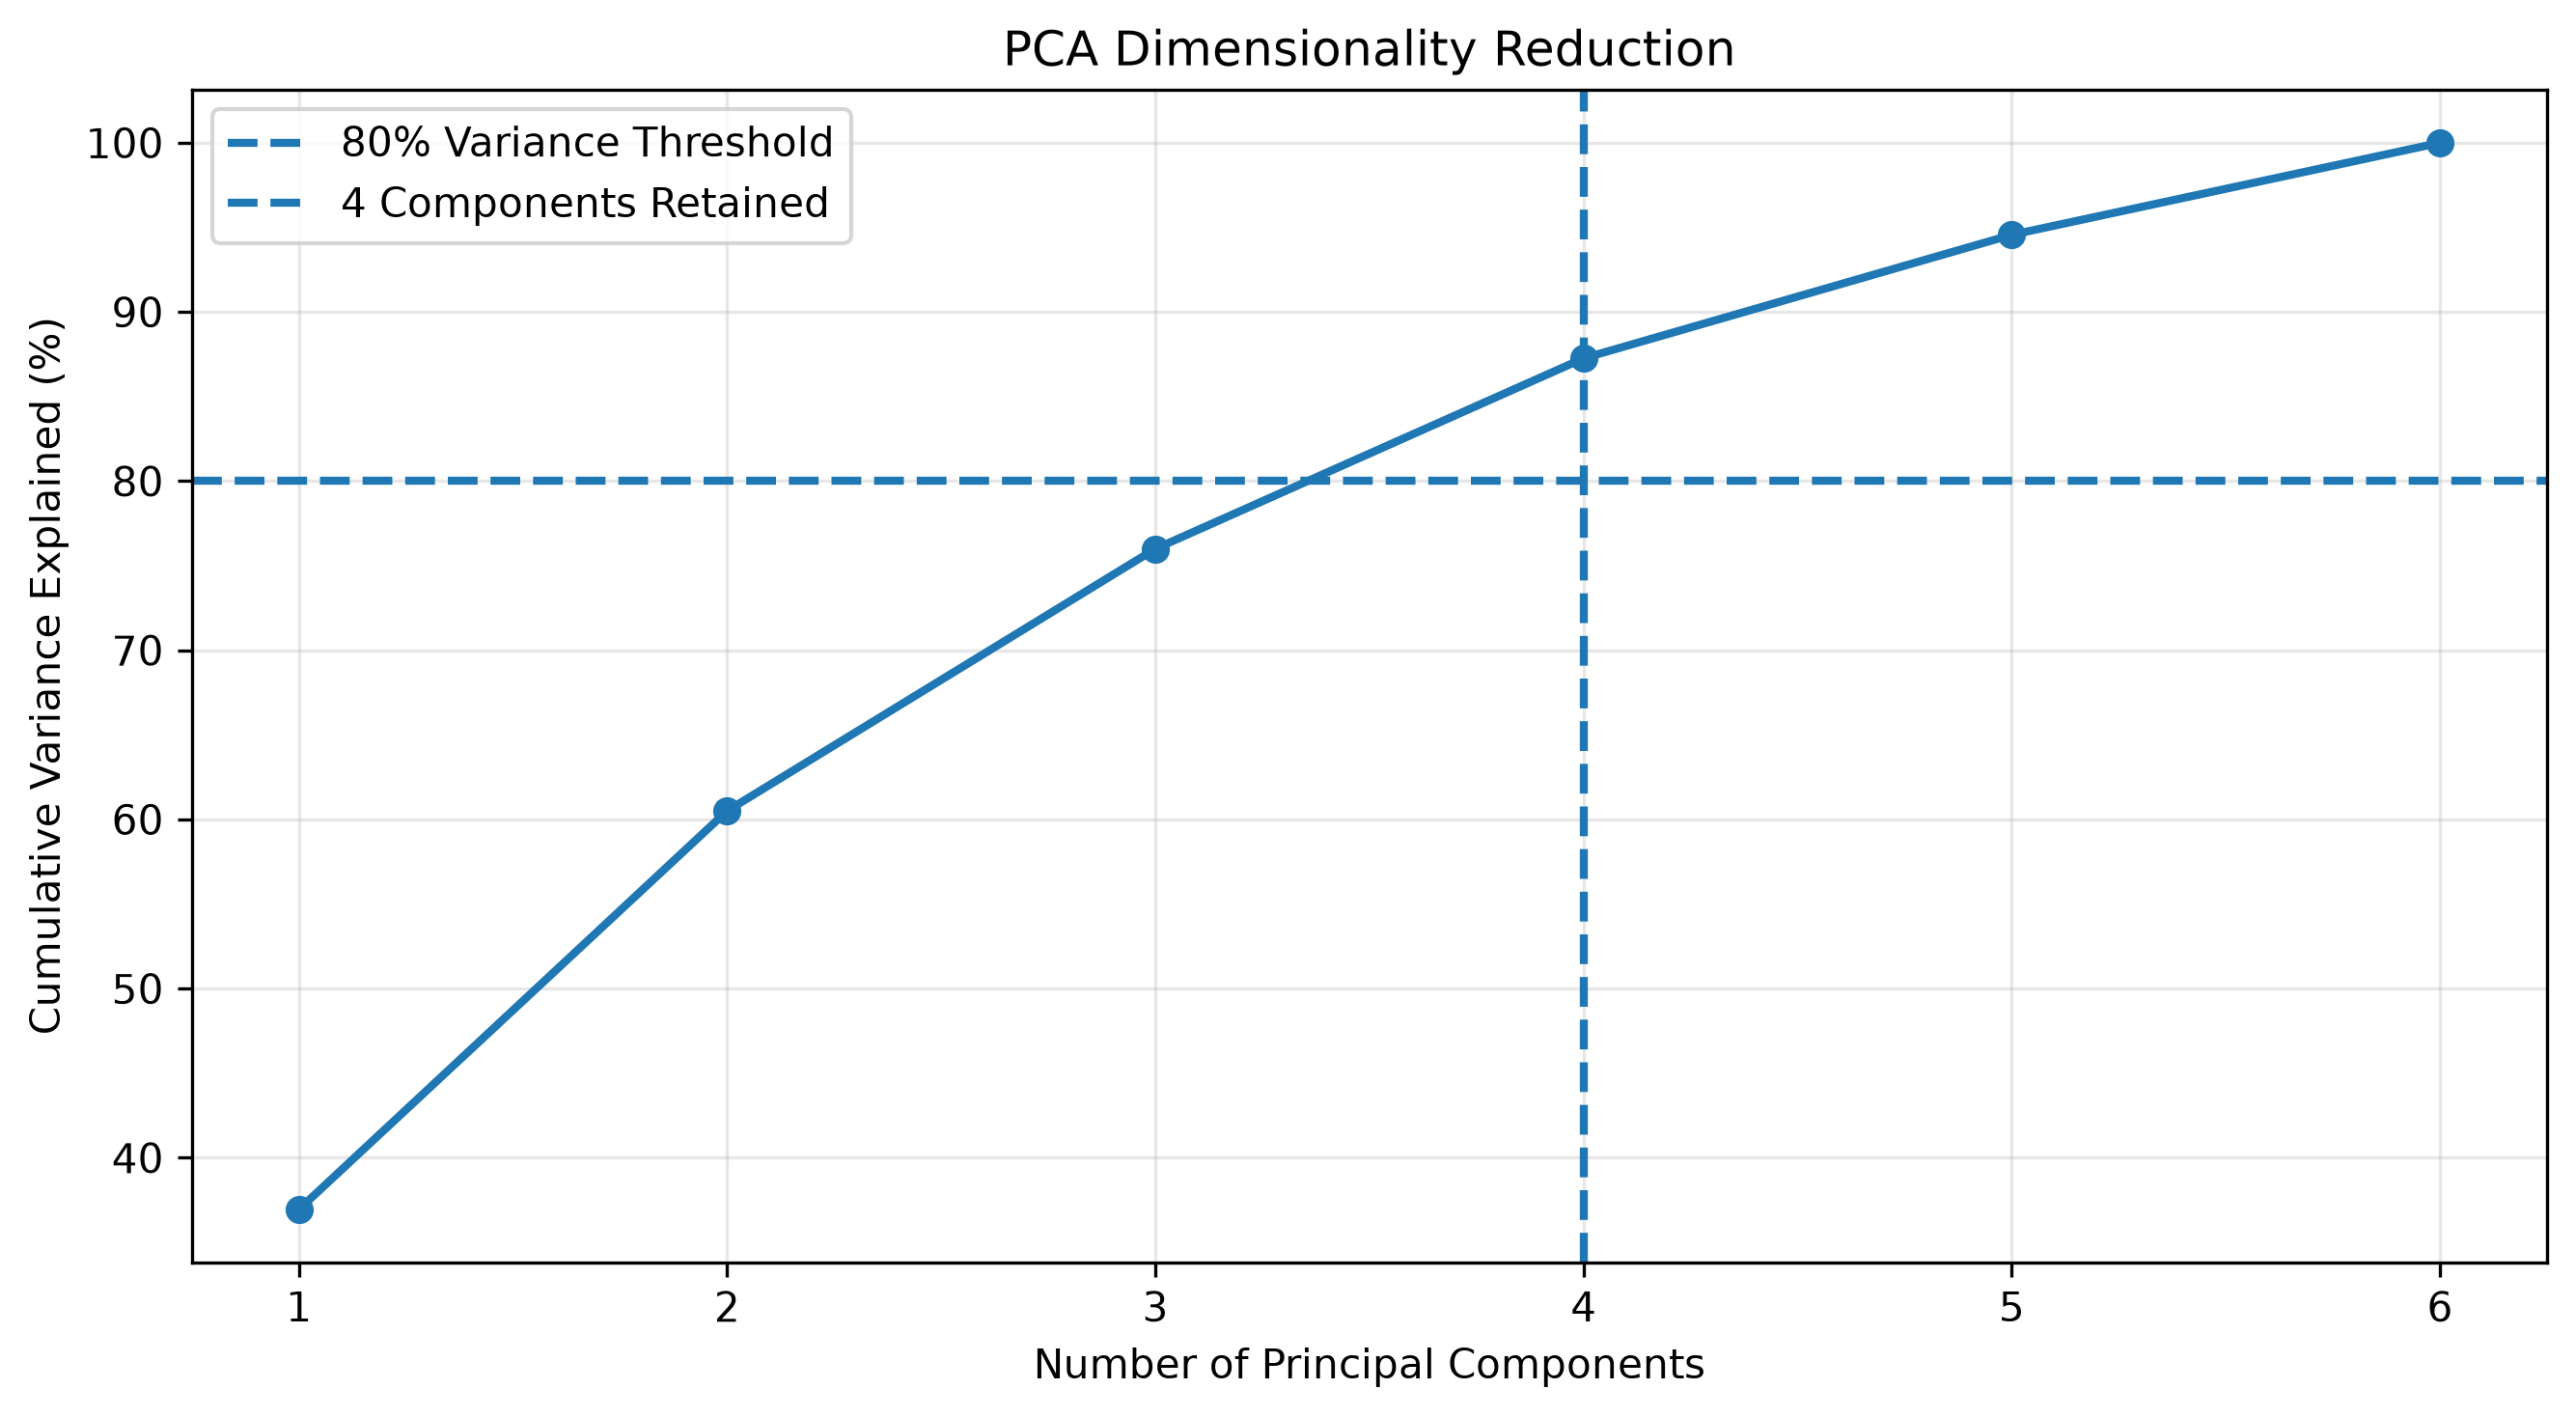 PCA Dimensionality Reduction
80% Variance Threshold
4 Components Retained
Cumulative Variance Explained (%)
100
90
80
70
60
50
40
1 2 3 4 5 6
Number of Principal Components